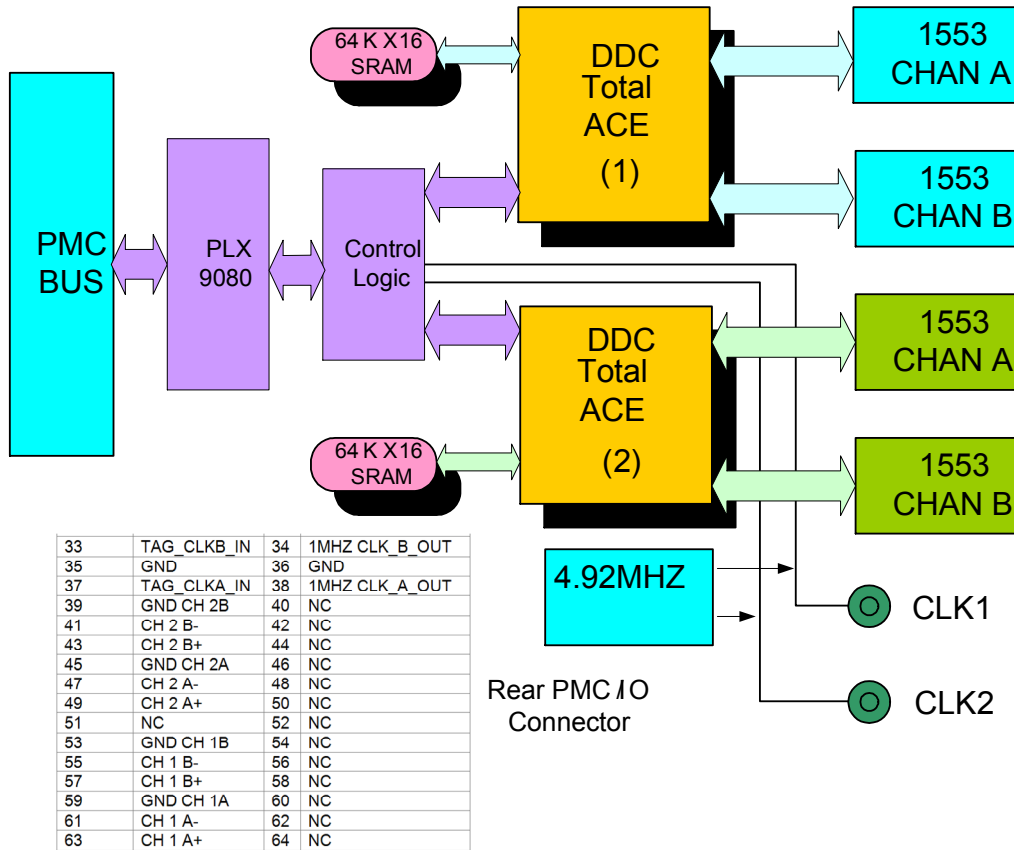 64 K X16
SRAM
DDC
Total
ACE
(1)
1553
CHAN A
1553
CHAN B
PMC
BUS
PLX
9080
Control
Logic
DDC
Total
ACE
(2)
1553
CHAN A
1553
CHAN B
64 K X16
SRAM
33 TAG_CLKB_IN 34 1MHZ CLK_B_OUT
35 GND 36 GND
37 TAG_CLKA_IN 38 1MHZ CLK_A_OUT
39 GND CH 2B 40 NC
41 CH 2 B- 42 NC
43 CH 2 B+ 44 NC
45 GND CH 2A 46 NC
47 CH 2 A- 48 NC
49 CH 2 A+ 50 NC
51 NC 52 NC
53 GND CH 1B 54 NC
55 CH 1 B- 56 NC
57 CH 1 B+ 58 NC
59 GND CH 1A 60 NC
61 CH 1 A- 62 NC
63 CH 1 A+ 64 NC
4.92MHZ
CLK1
CLK2
Rear PMC I/O
Connector